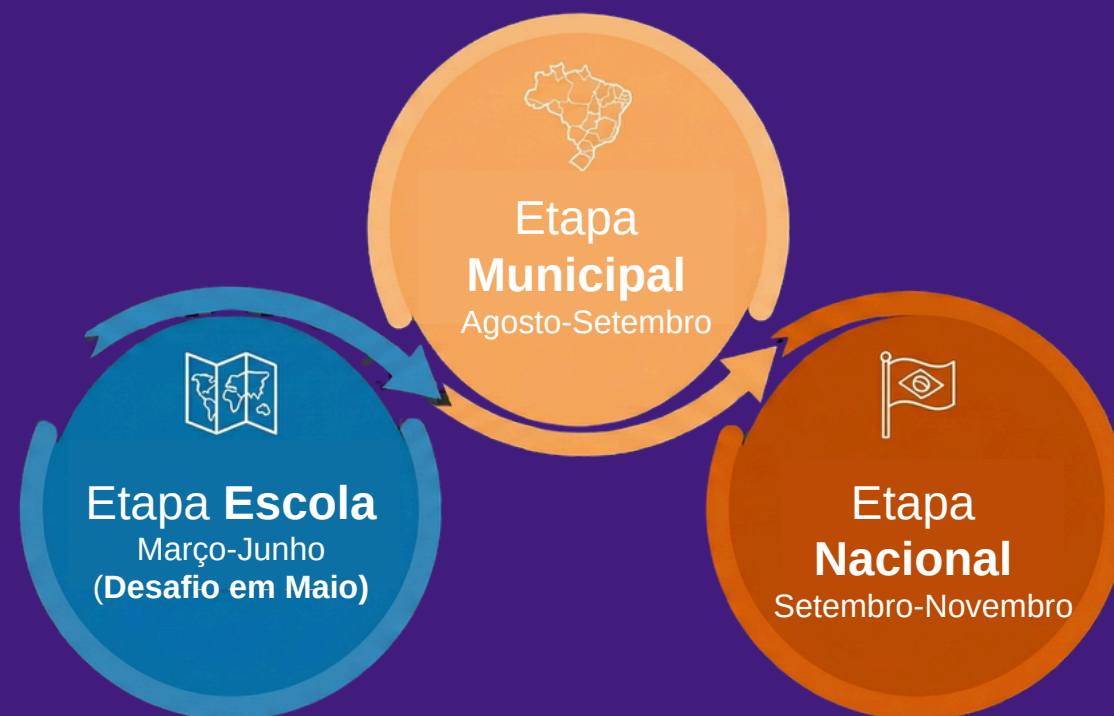 Etapa Escola
Março-Junho
(Desafio em Maio)
Etapa
Municipal
Agosto-Setembro
Etapa
Nacional
Setembro-Novembro